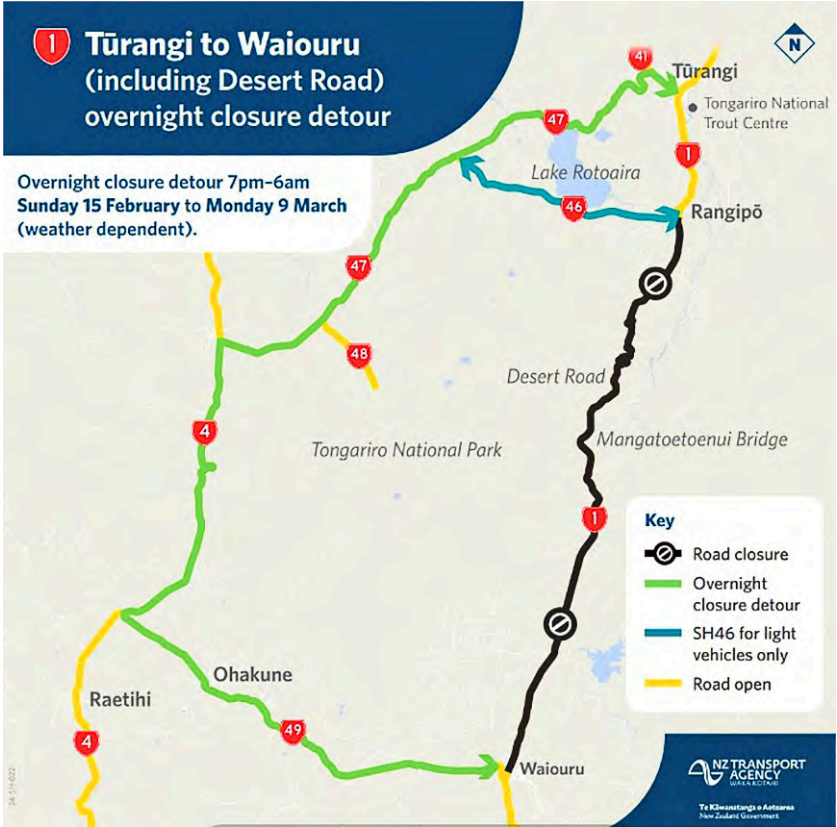 1
Tūrangi to Waiouru
(including Desert Road)
overnight closure detour
N
Overnight closure detour 7pm–6am
Sunday 15 February to Monday 9 March
(weather dependent).
41
Tūrangi
Tongariro National
Trout Centre
47
1
Lake Rotoaira
46
Rangipō
47
48
Desert Road
4
Tongariro National Park
Mangatoetoenui Bridge
1
Key
Road closure
Overnight
closure detour
SH46 for light
vehicles only
Road open
Ohakune
Raetihi
49
4
Waiouru
NZ TRANSPORT
AGENCY
WAKA KOTAHI
Te Kāwanatanga o Aotearoa
New Zealand Government